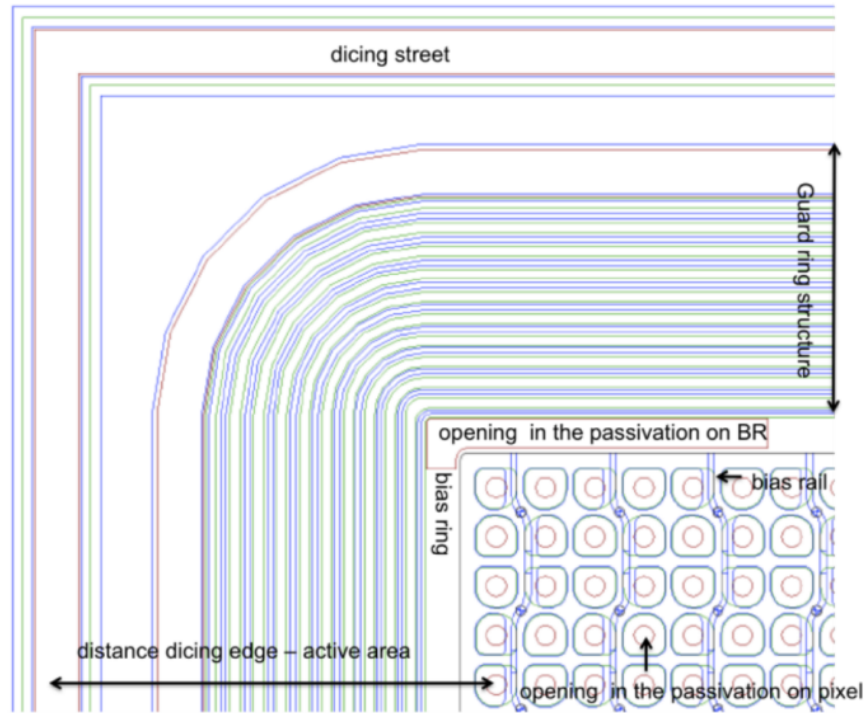 dicing street
Guard ring structure
opening in the passivation on BR
bias ring
bias rail
distance dicing edge – active area
opening in the passivation on pixel